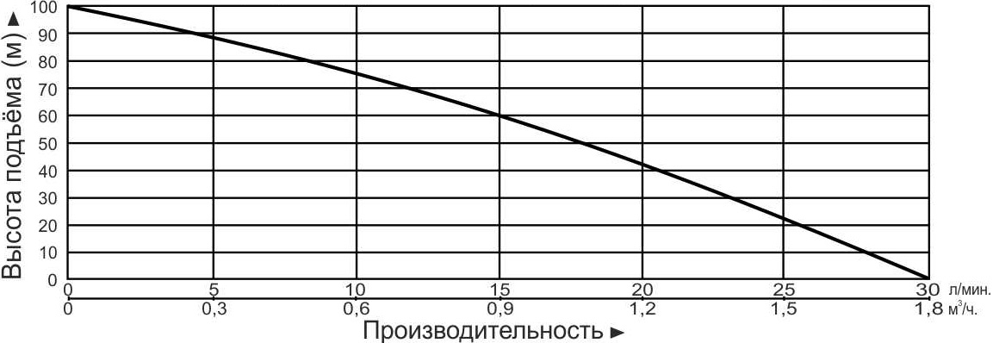 Высота подъёма (м) ►
100
90
80
70
60
50
40
30
20
10
0
0 5 10 15 20 25 30 л/мин.
0 0,3 0,6 0,9 1,2 1,5 1,8 м³/ч.
Производительность ►